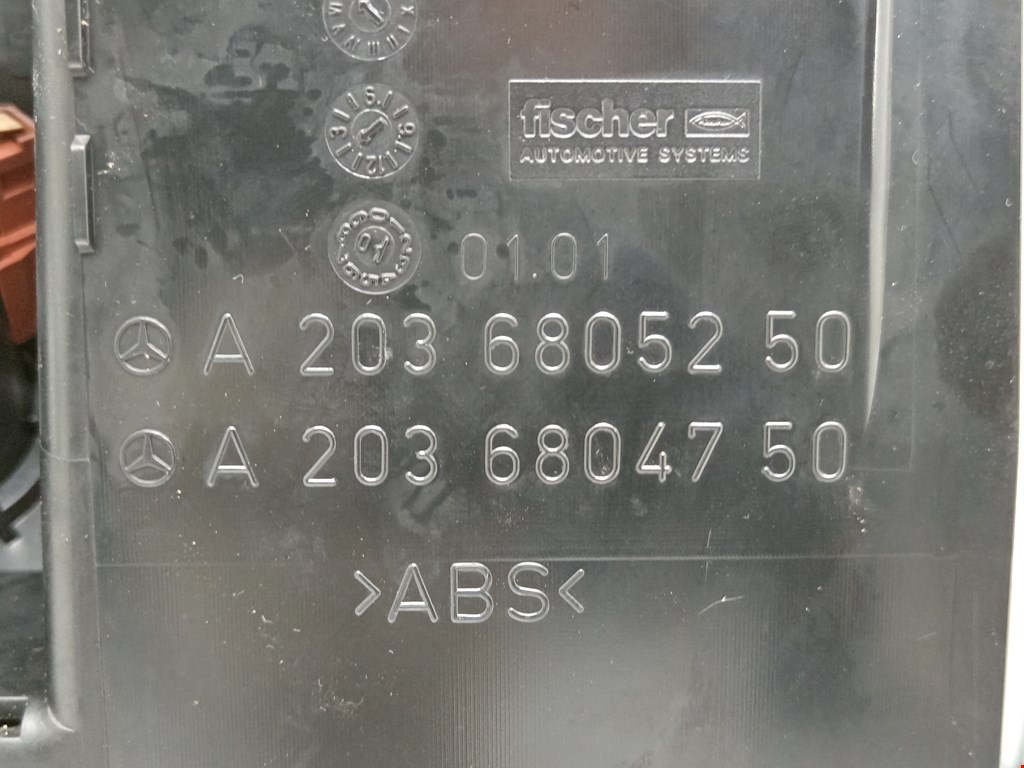 fischer
AUTOMOTIVE SYSTEMS
01.01
A 203 68052 50
A 203 68047 50
>ABS<